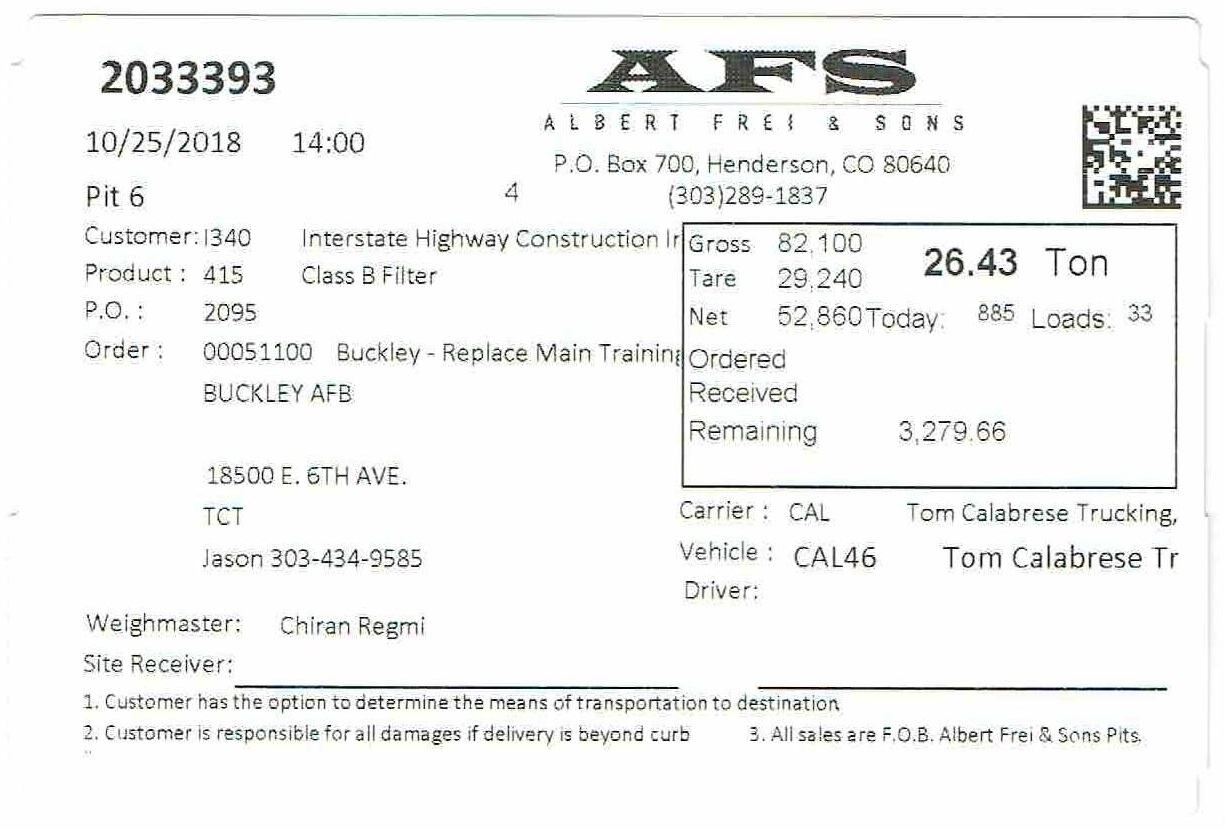 2033393
AFS
ALBERT FREI & SONS
10/25/2018 14:00
P.O. Box 700, Henderson, CO 80640
Pit 6 4 (303)289-1837
Customer: I340 Interstate Highway Construction Ir
Product : 415 Class B Filter
P.O. : 2095
Order : 00051100 Buckley - Replace Main Training
BUCKLEY AFB
18500 E. 6TH AVE.
TCT
Jason 303-434-9585
Gross 82,100 26.43 Ton
Tare 29,240
Net 52,860 Today: 885 Loads: 33
Ordered
Received
Remaining 3,279.66
Carrier : CAL Tom Calabrese Trucking,
Vehicle : CAL46 Tom Calabrese Tr
Driver:
Weighmaster: Chiran Regmi
Site Receiver:
1. Customer has the option to determine the means of transportation to destination
2. Customer is responsible for all damages if delivery is beyond curb 3. All sales are F.O.B. Albert Frei & Sons Pits.